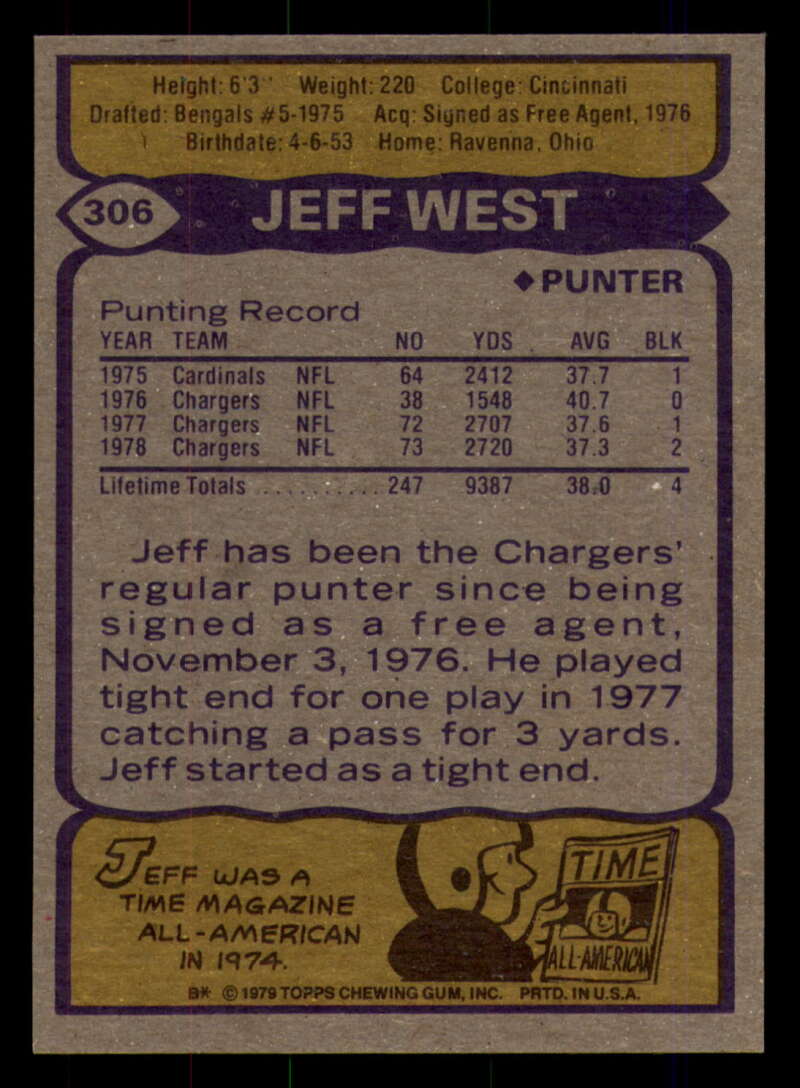 Height: 6'3" Weight: 220 College: Cincinnati
Drafted: Bengals #5-1975 Acq: Signed as Free Agent, 1976
Birthdate: 4-6-53 Home: Ravenna, Ohio
306 JEFF WEST
◆PUNTER
Punting Record
YEAR TEAM NO YDS AVG BLK
1975 Cardinals NFL 64 2412 37.7 1
1976 Chargers NFL 38 1548 40.7 0
1977 Chargers NFL 72 2707 37.6 1
1978 Chargers NFL 73 2720 37.3 2
Lifetime Totals .......... 247 9387 38.0 4
Jeff has been the Chargers'
regular punter since being
signed as a free agent,
November 3, 1976. He played
tight end for one play in 1977
catching a pass for 3 yards.
Jeff started as a tight end.
JEFF WAS A
TIME MAGAZINE
ALL-AMERICAN
IN 1974.
TIME
ALL-AMERICAN
B* © 1979 TOPPS CHEWING GUM, INC. PRTD. IN U.S.A.